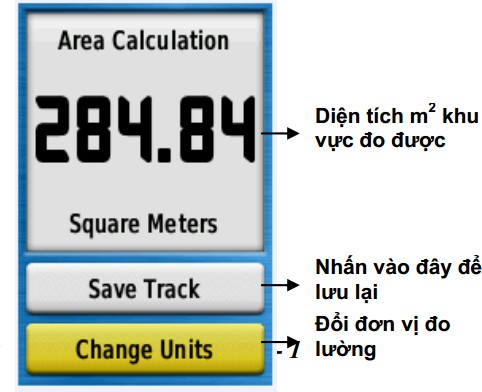 Area Calculation
284.84
Square Meters
Save Track
Change Units
Diện tích m² khu
vực đo được
Nhấn vào đây để
lưu lại
Đổi đơn vị đo
lường
- 1